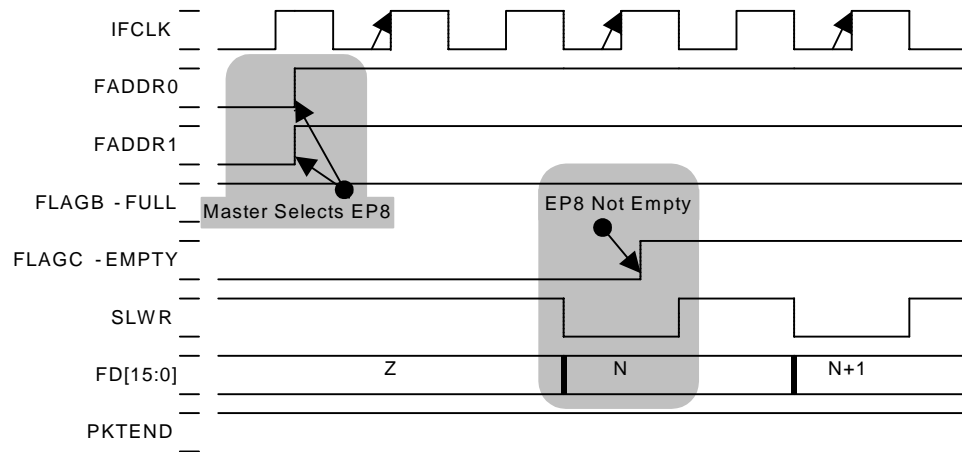 IFCLK
FADDR0
FADDR1
FLAGB - FULL
Master Selects EP8
EP8 Not Empty
FLAGC - EMPTY
SLWR
FD[15:0]
Z
N
N+1
PKTEND